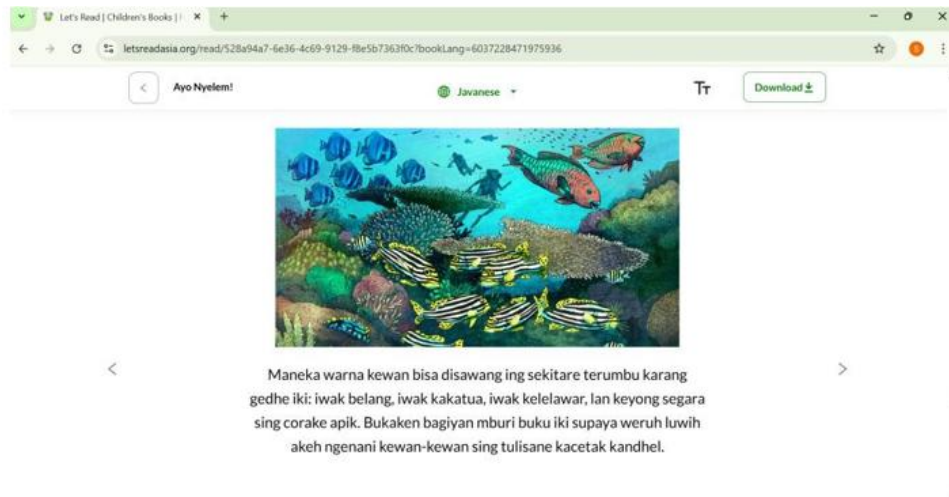 Let's Read | Children's Books |
letsreadasia.org/read/528a94a7-6e36-4c69-9129-f8e5b7363f0c?bookLang=6037228471975936
Ayo Nyelem!
Javanese
TT
Download
Maneka warna kewan bisa disawang ing sekitare terumbu karang
gedhe iki: iwak belang, iwak kakatua, iwak kelelawar, lan keyong segara
sing corake apik. Bukaken bagiyan mburi buku iki supaya weruh luwih
akeh ngenani kewan-kewan sing tulisane kacetak kandhel.